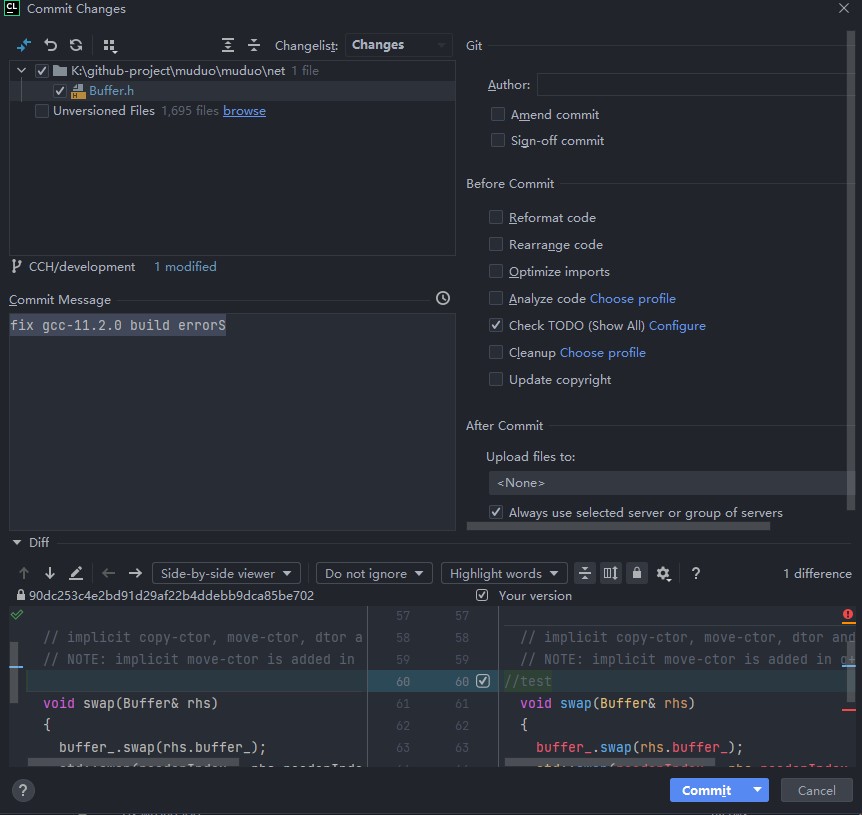 CL Commit Changes
Changelist: Changes
K:\github-project\muduo\muduo\net 1 file
Buffer.h
Unversioned Files 1,695 files browse
CCH/development 1 modified
Commit Message
fix gcc-11.2.0 build errorS
Git
Author:
Amend commit
Sign-off commit
Before Commit
Reformat code
Rearrange code
Optimize imports
Analyze code Choose profile
Check TODO (Show All) Configure
Cleanup Choose profile
Update copyright
After Commit
Upload files to:
<None>
Always use selected server or group of servers
Diff
Side-by-side viewer Do not ignore Highlight words ? 1 difference
90dc253c4e2bd91d29af22b4ddebb9dca85be702 Your version
57 57
// implicit copy-ctor, move-ctor, dtor a 58 58 // implicit copy-ctor, move-ctor, dtor and
// NOTE: implicit move-ctor is added in 59 59 // NOTE: implicit move-ctor is added in g+
60 60 //test
void swap(Buffer& rhs) 61 61 void swap(Buffer& rhs)
{ 62 62 {
buffer_.swap(rhs.buffer_); 63 63 buffer_.swap(rhs.buffer_);
? Commit Cancel